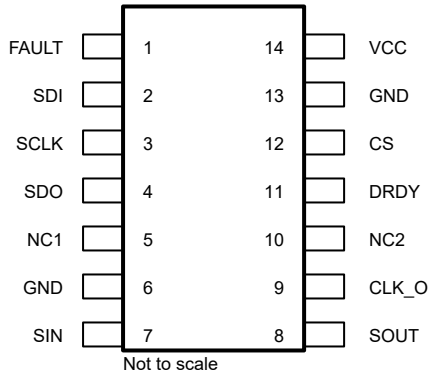 FAULT 1 14 VCC
SDI 2 13 GND
SCLK 3 12 CS
SDO 4 11 DRDY
NC1 5 10 NC2
GND 6 9 CLK_O
SIN 7 8 SOUT
Not to scale